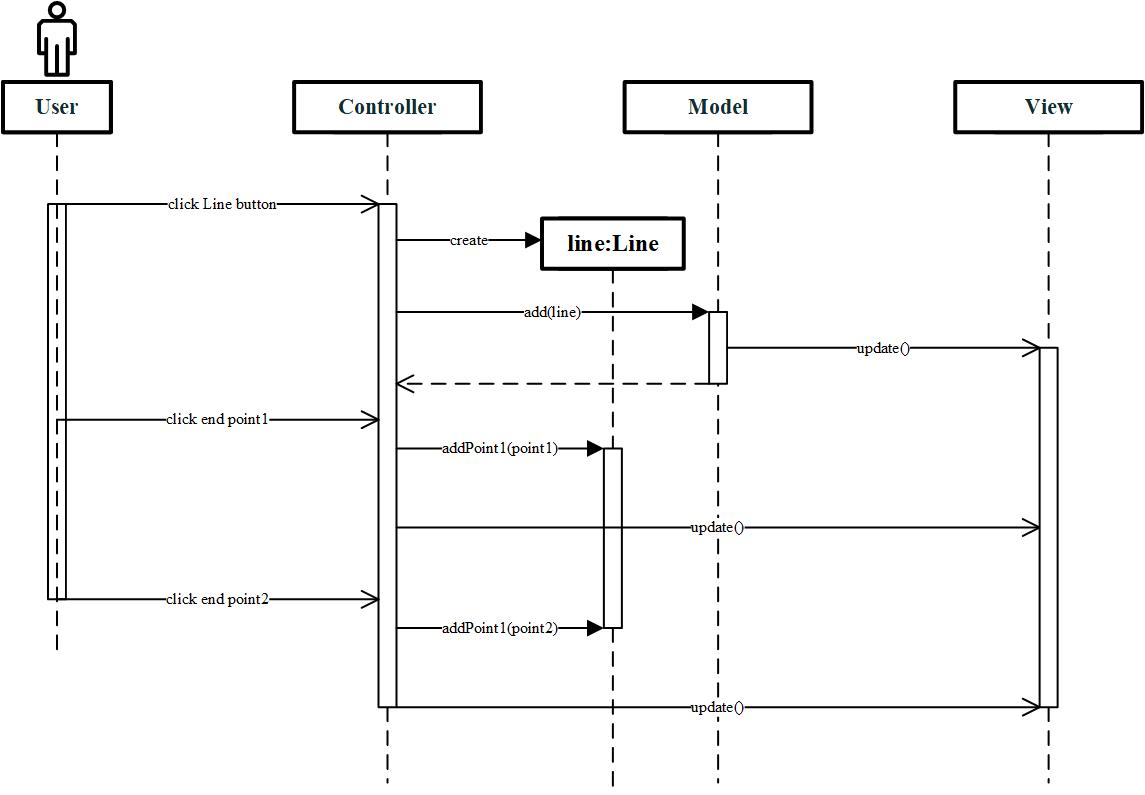 User
Controller
Model
View
click Line button
create
line:Line
add(line)
update()
click end point1
addPoint1(point1)
update()
click end point2
addPoint1(point2)
update()